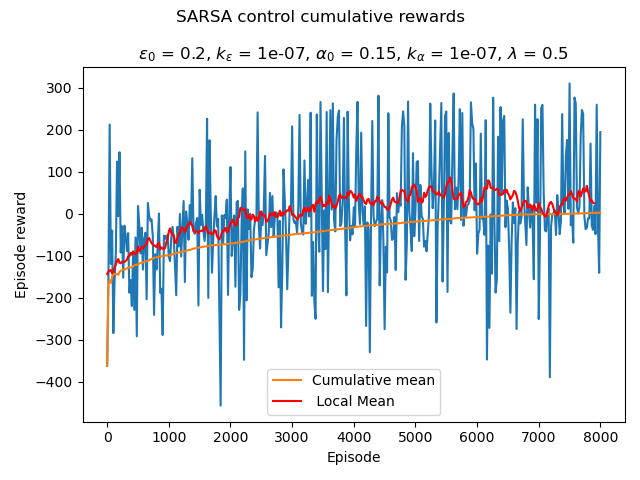 SARSA control cumulative rewards
ε₀ = 0.2, kε = 1e-07, α₀ = 0.15, kα = 1e-07, λ = 0.5
300
200
100
0
−100
−200
−300
−400
Episode reward
Cumulative mean
Local Mean
0 1000 2000 3000 4000 5000 6000 7000 8000
Episode